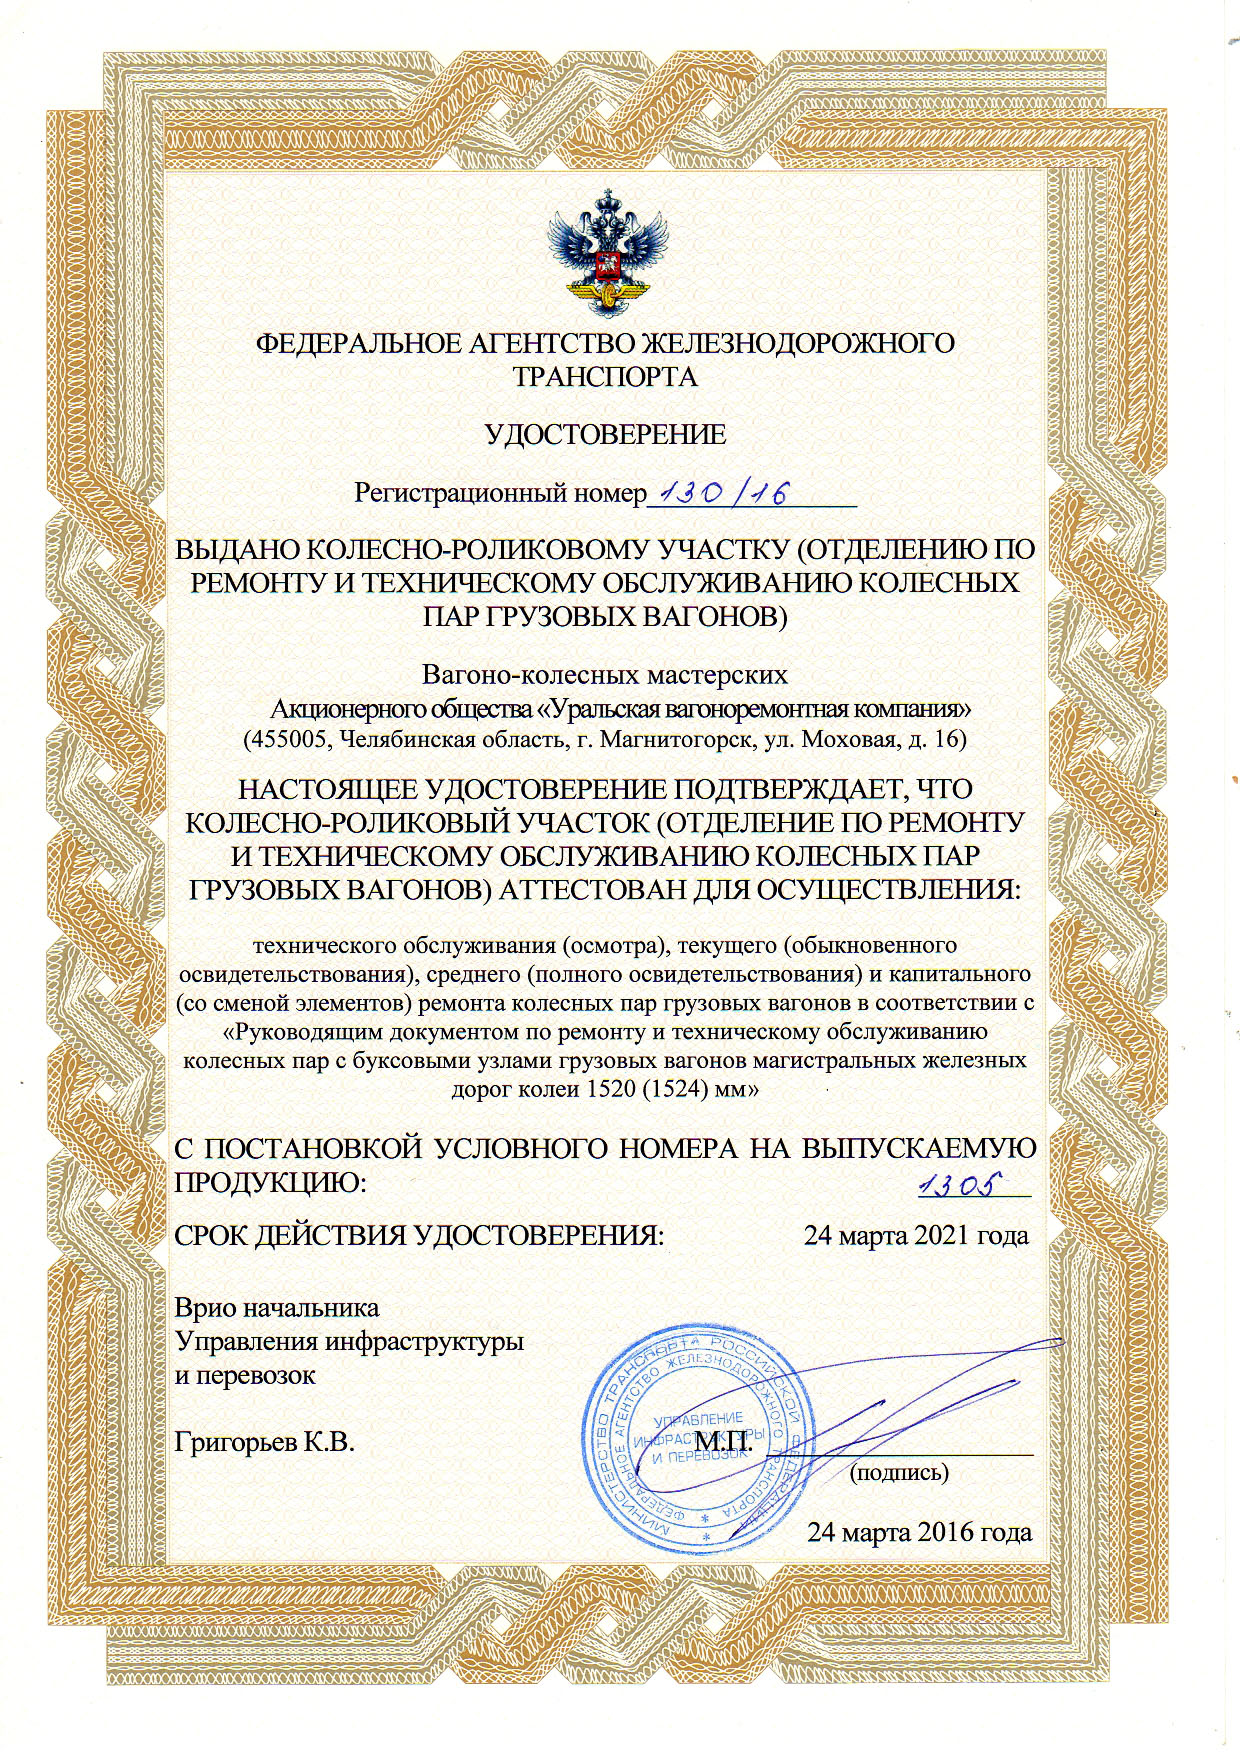 ФЕДЕРАЛЬНОЕ АГЕНТСТВО ЖЕЛЕЗНОДОРОЖНОГО
ТРАНСПОРТА
УДОСТОВЕРЕНИЕ
Регистрационный номер 130/16
ВЫДАНО КОЛЕСНО-РОЛИКОВОМУ УЧАСТКУ (ОТДЕЛЕНИЮ ПО
РЕМОНТУ И ТЕХНИЧЕСКОМУ ОБСЛУЖИВАНИЮ КОЛЕСНЫХ
ПАР ГРУЗОВЫХ ВАГОНОВ)
Вагоно-колесных мастерских
Акционерного общества «Уральская вагоноремонтная компания»
(455005, Челябинская область, г. Магнитогорск, ул. Моховая, д. 16)
НАСТОЯЩЕЕ УДОСТОВЕРЕНИЕ ПОДТВЕРЖДАЕТ, ЧТО
КОЛЕСНО-РОЛИКОВЫЙ УЧАСТОК (ОТДЕЛЕНИЕ ПО РЕМОНТУ
И ТЕХНИЧЕСКОМУ ОБСЛУЖИВАНИЮ КОЛЕСНЫХ ПАР
ГРУЗОВЫХ ВАГОНОВ) АТТЕСТОВАН ДЛЯ ОСУЩЕСТВЛЕНИЯ:
технического обслуживания (осмотра), текущего (обыкновенного
освидетельствования), среднего (полного освидетельствования) и капитального
(со сменой элементов) ремонта колесных пар грузовых вагонов в соответствии с
«Руководящим документом по ремонту и техническому обслуживанию
колесных пар с буксовыми узлами грузовых вагонов магистральных железных
дорог колеи 1520 (1524) мм»
С ПОСТАНОВКОЙ УСЛОВНОГО НОМЕРА НА ВЫПУСКАЕМУЮ
ПРОДУКЦИЮ: 1305
СРОК ДЕЙСТВИЯ УДОСТОВЕРЕНИЯ: 24 марта 2021 года
Врио начальника
Управления инфраструктуры
и перевозок
Григорьев К.В. М.П.
(подпись)
24 марта 2016 года
МИНИСТЕРСТВО ТРАНСПОРТА РОССИЙСКОЙ ФЕДЕРАЦИИ
ФЕДЕРАЛЬНОЕ АГЕНТСТВО ЖЕЛЕЗНОДОРОЖНОГО ТРАНСПОРТА
УПРАВЛЕНИЕ
ИНФРАСТРУКТУРЫ
И ПЕРЕВОЗОК